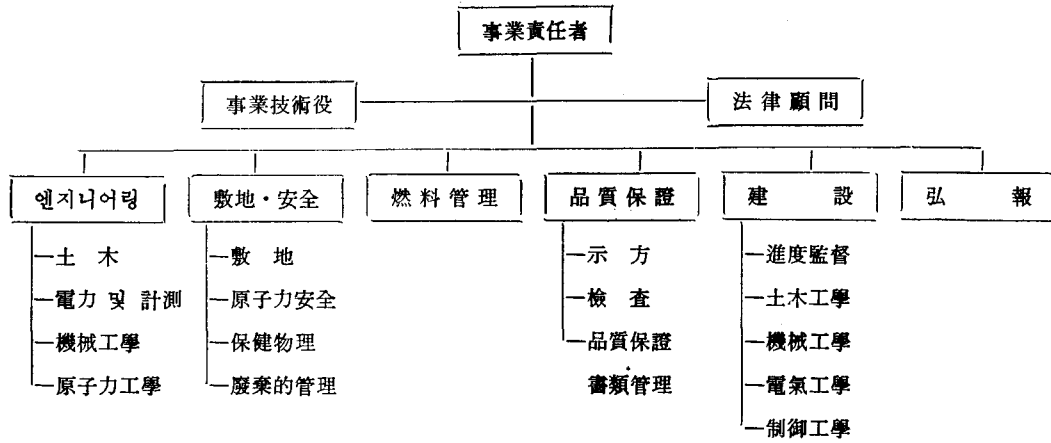 事業責任者
事業技術役
法律顧問
엔지니어링
敷地·安全
燃料管理
品質保證
建設
弘報
土木
電力 및 計測
機械工學
原子力工學
敷地
原子力安全
保健物理
廢棄的管理
示方
檢査
品質保證
書類管理
進度監督
土木工學
機械工學
電氣工學
制御工學